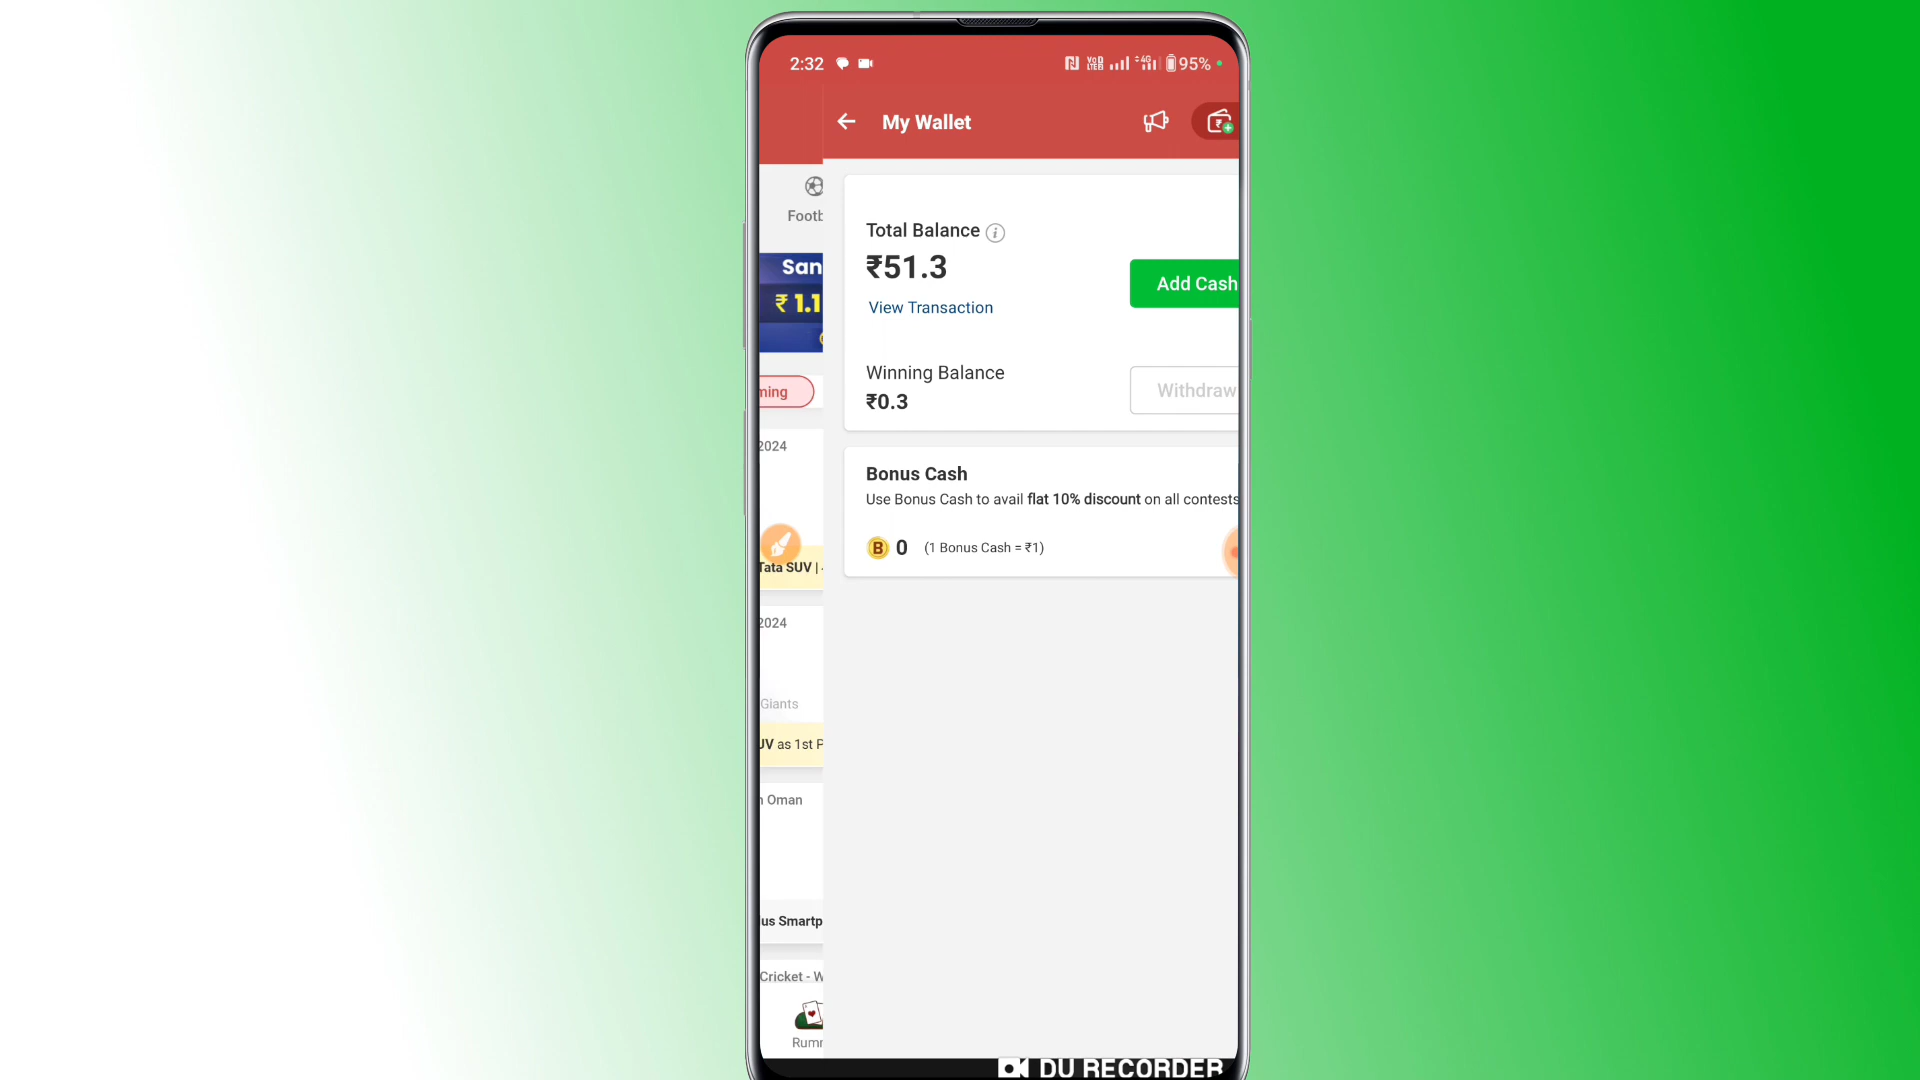 2:32
95%
My Wallet
Footb
Total Balance
₹51.3
View Transaction
Add Cash
San
₹ 1.1
Winning Balance
₹0.3
Withdraw
ming
2024
Bonus Cash
Use Bonus Cash to avail flat 10% discount on all contests
B 0 (1 Bonus Cash = ₹1)
Tata SUV |
2024
Giants
UV as 1st P
n Oman
lus Smartp
Cricket - W
Rumr
DU RECORDER